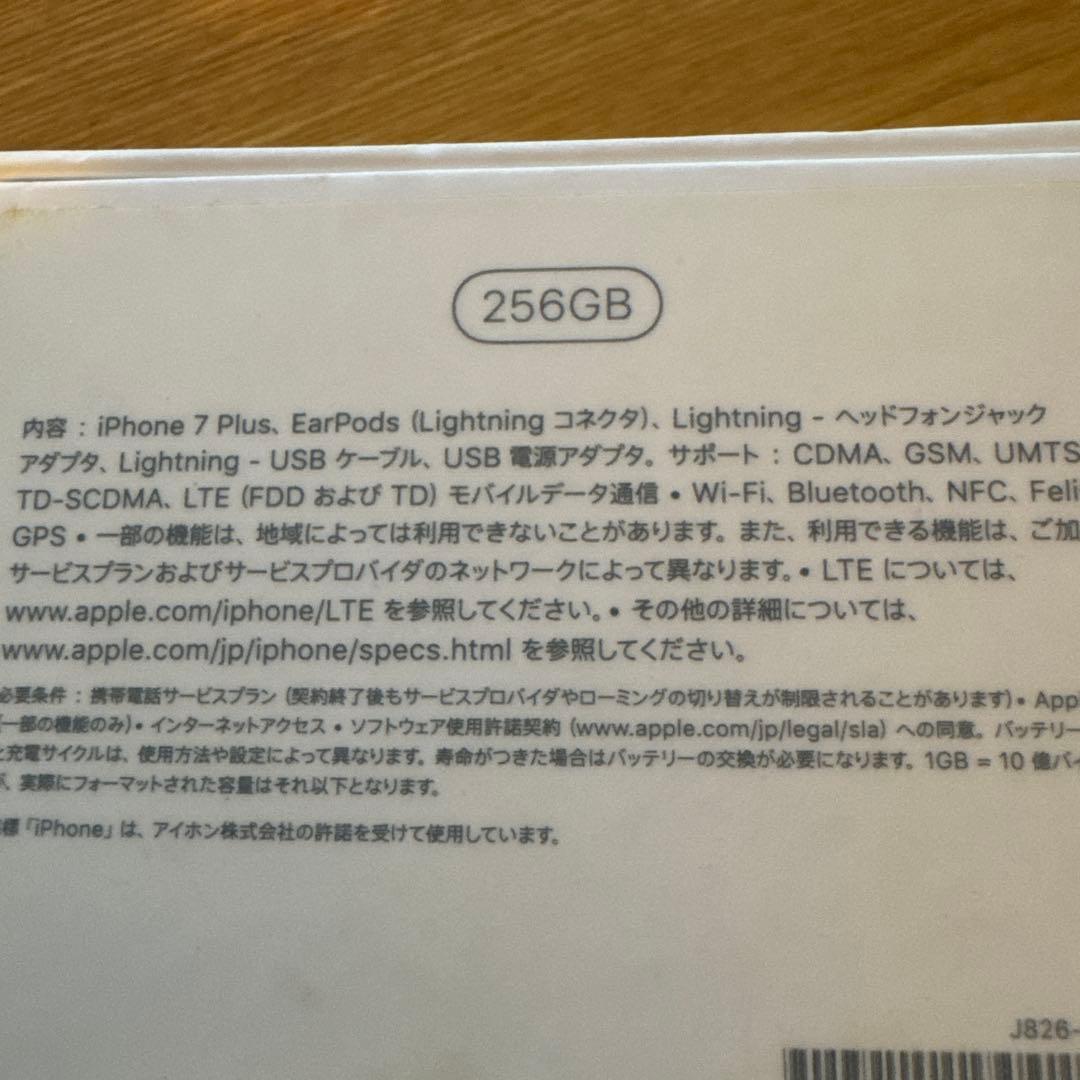 256GB
内容：iPhone 7 Plus、EarPods（Lightning コネクタ）、Lightning - ヘッドフォンジャック
アダプタ、Lightning - USB ケーブル、USB 電源アダプタ。サポート：CDMA、GSM、UMTS
TD-SCDMA、LTE（FDD および TD）モバイルデータ通信 • Wi-Fi、Bluetooth、NFC、Feli
GPS • 一部の機能は、地域によっては利用できないことがあります。また、利用できる機能は、ご加
サービスプランおよびサービスプロバイダのネットワークによって異なります。• LTE については、
www.apple.com/iphone/LTE を参照してください。• その他の詳細については、
www.apple.com/jp/iphone/specs.html を参照してください。
必要条件：携帯電話サービスプラン（契約終了後もサービスプロバイダやローミングの切り替えが制限されることがあります）• App
一部の機能のみ）• インターネットアクセス • ソフトウェア使用許諾契約（www.apple.com/jp/legal/sla）への同意。バッテリー
と充電サイクルは、使用方法や設定によって異なります。寿命がつきた場合はバッテリーの交換が必要になります。1GB = 10 億バイ
、実際にフォーマットされた容量はそれ以下となります。
標「iPhone」は、アイホン株式会社の許諾を受けて使用しています。
J826-